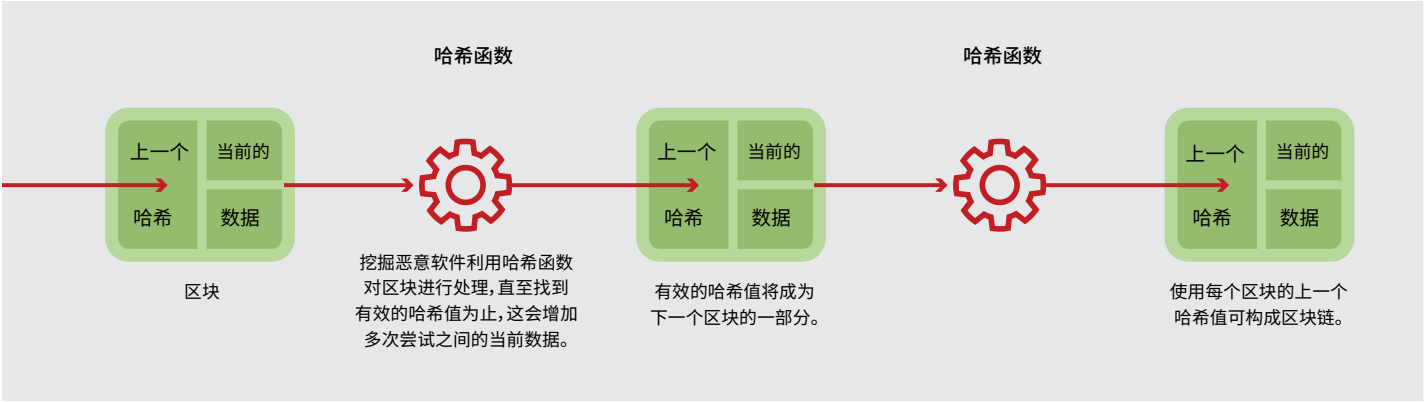 哈希函数
哈希函数
上一个
当前的
哈希
数据
上一个
当前的
哈希
数据
上一个
当前的
哈希
数据
区块
挖掘恶意软件利用哈希函数
对区块进行处理，直至找到
有效的哈希值为止，这会增加
多次尝试之间的当前数据。
有效的哈希值将成为
下一个区块的一部分。
使用每个区块的上一个
哈希值可构成区块链。